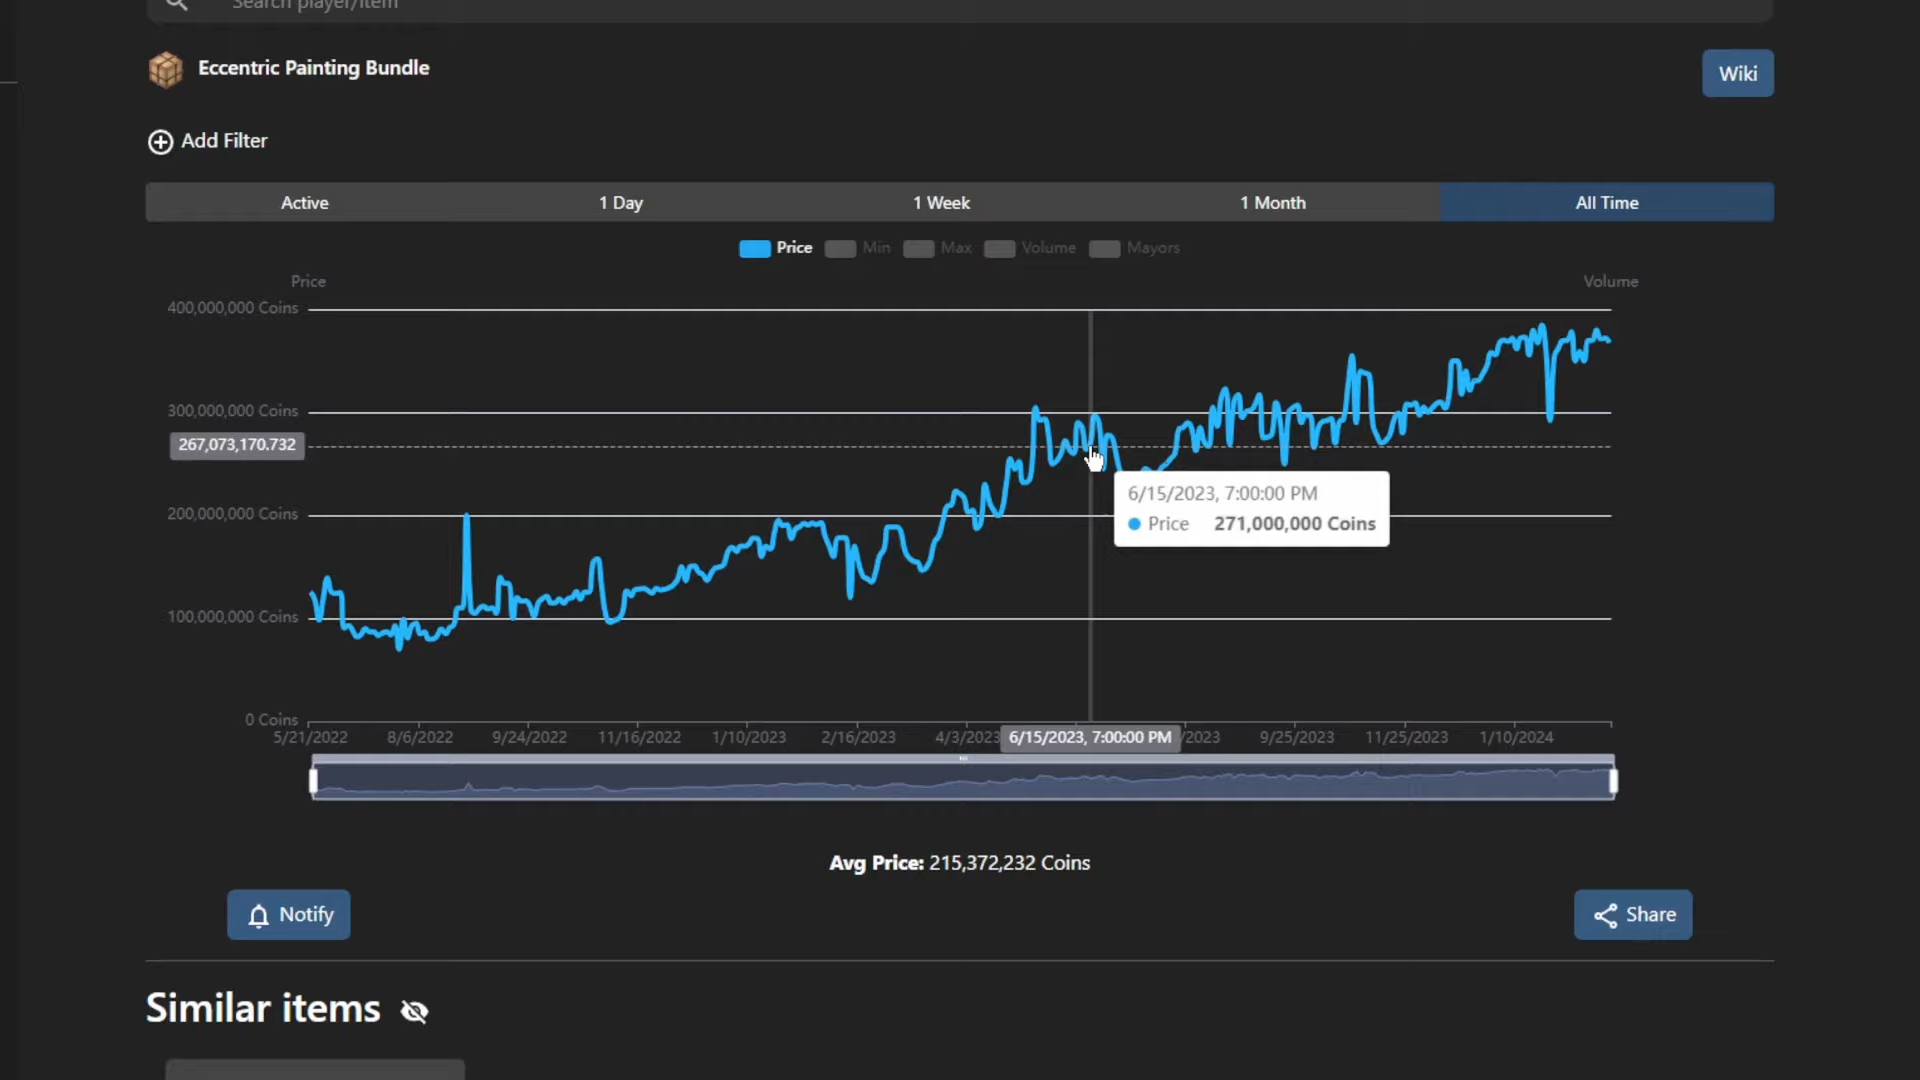 Search player/item
Eccentric Painting Bundle
Wiki
Add Filter
Active 1 Day 1 Week 1 Month All Time
Price Min Max Volume Mayors
Price Volume
400,000,000 Coins
300,000,000 Coins
267,073,170.732
200,000,000 Coins
100,000,000 Coins
0 Coins
6/15/2023, 7:00:00 PM
Price 271,000,000 Coins
5/21/2022 8/6/2022 9/24/2022 11/16/2022 1/10/2023 2/16/2023 4/3/2023 6/15/2023, 7:00:00 PM /2023 9/25/2023 11/25/2023 1/10/2024
Avg Price: 215,372,232 Coins
Notify
Share
Similar items